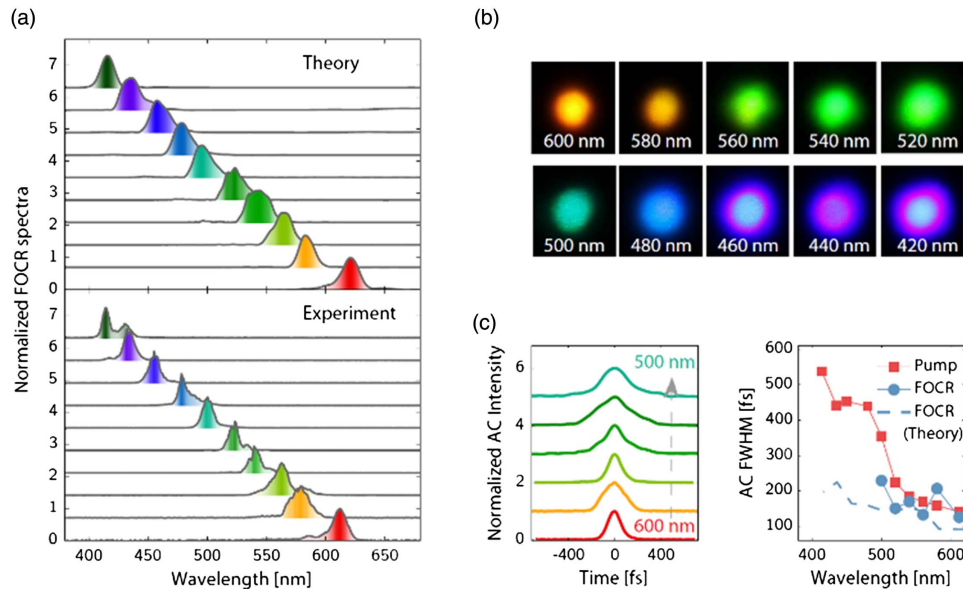 (a)
Normalized FOCR spectra
7
6
5
4
3
2
1
0
Theory
7
6
5
4
3
2
1
0
Experiment
400 450 500 550 600 650
Wavelength [nm]
(b)
600 nm 580 nm 560 nm 540 nm 520 nm
500 nm 480 nm 460 nm 440 nm 420 nm
(c)
Normalized AC Intensity
6
4
2
0
500 nm
600 nm
-4000 0 4000
Time [fs]
AC FWHM [fs]
600
500
400
300
200
100
Pump
FOCR
FOCR
(Theory)
400 500 600
Wavelength [nm]